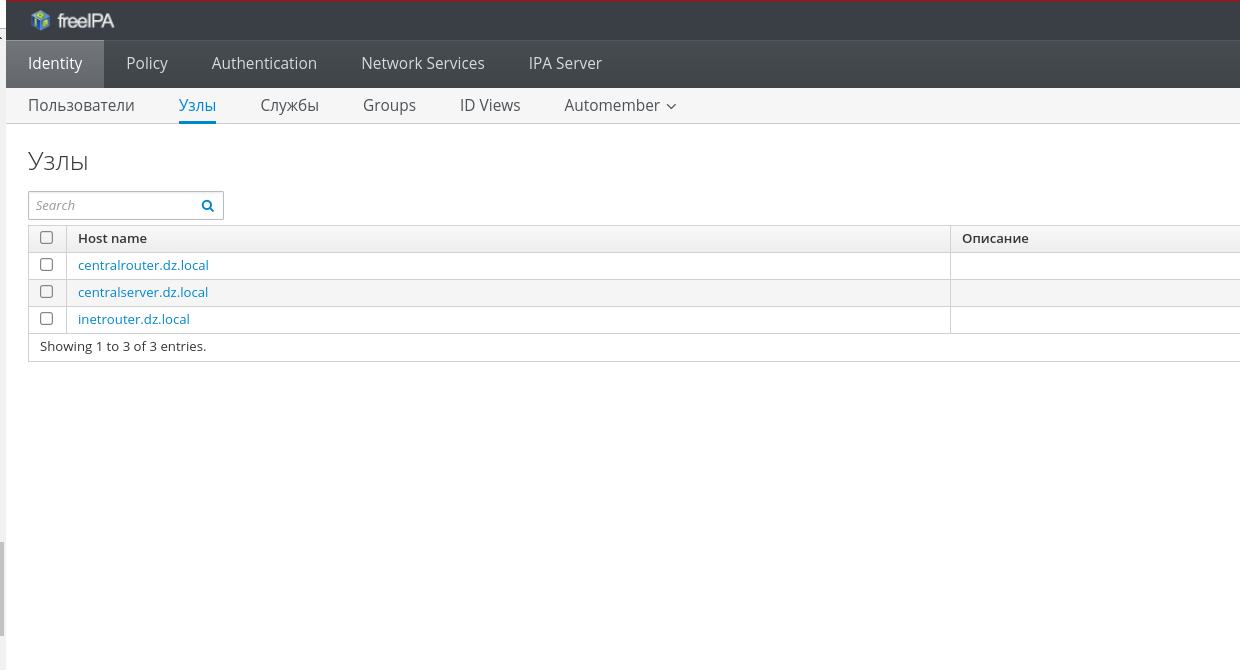 freeIPA
Identity Policy Authentication Network Services IPA Server
Пользователи Узлы Службы Groups ID Views Automember
Узлы
Search
Host name Описание
centralrouter.dz.local
centralserver.dz.local
inetrouter.dz.local
Showing 1 to 3 of 3 entries.